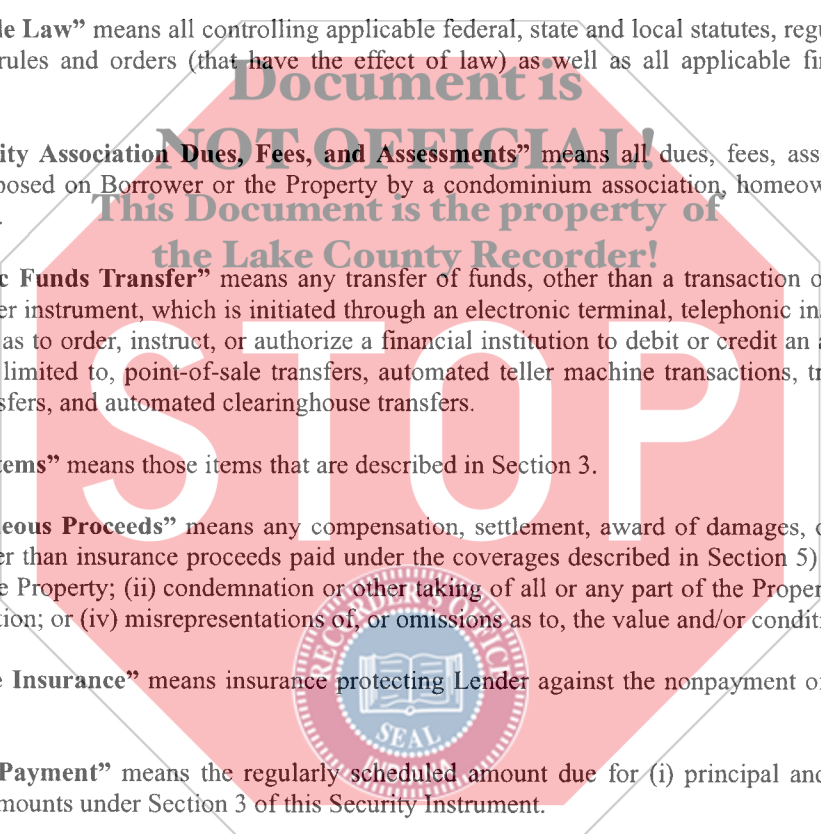 le Law” means all controlling applicable federal, state and local statutes, regu
rules and orders (that have the effect of law) as well as all applicable fin
Document is
NOT OFFICIAL!
ity Association Dues, Fees, and Assessments” means all dues, fees, ass
posed on Borrower or the Property by a condominium association, homeow
This Document is the property of
the Lake County Recorder!
c Funds Transfer” means any transfer of funds, other than a transaction o
er instrument, which is initiated through an electronic terminal, telephonic in
as to order, instruct, or authorize a financial institution to debit or credit an a
limited to, point-of-sale transfers, automated teller machine transactions, tr
sfers, and automated clearinghouse transfers.
STOP
tems” means those items that are described in Section 3.
eous Proceeds” means any compensation, settlement, award of damages, o
er than insurance proceeds paid under the coverages described in Section 5)
e Property; (ii) condemnation or other taking of all or any part of the Proper
tion; or (iv) misrepresentations of, or omissions as to, the value and/or conditi
RECORDER'S OFFICE
e Insurance” means insurance protecting Lender against the nonpayment o
SEAL
Payment” means the regularly scheduled amount due for (i) principal and
mounts under Section 3 of this Security Instrument.